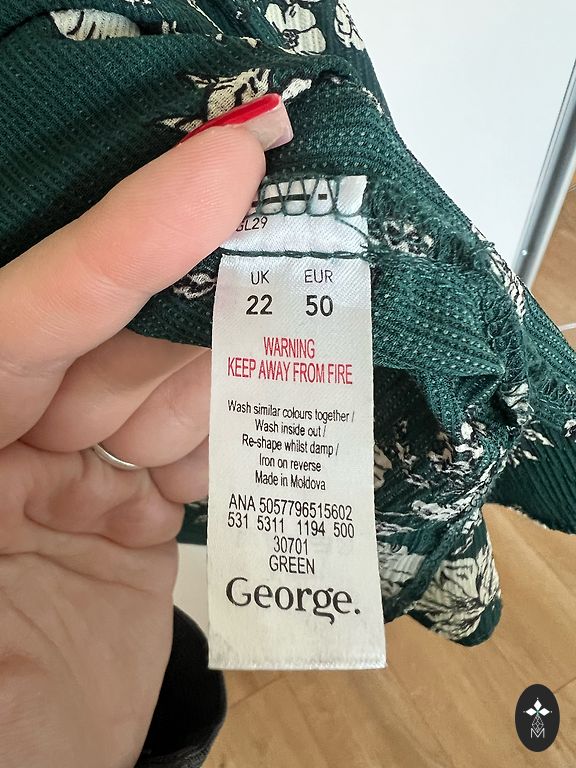 GL29
UK EUR
22 50
WARNING
KEEP AWAY FROM FIRE
Wash similar colours together /
Wash inside out /
Re-shape whilst damp /
Iron on reverse
Made in Moldova
ANA 5057796515602
531 5311 1194 500
30701
GREEN
George.
M